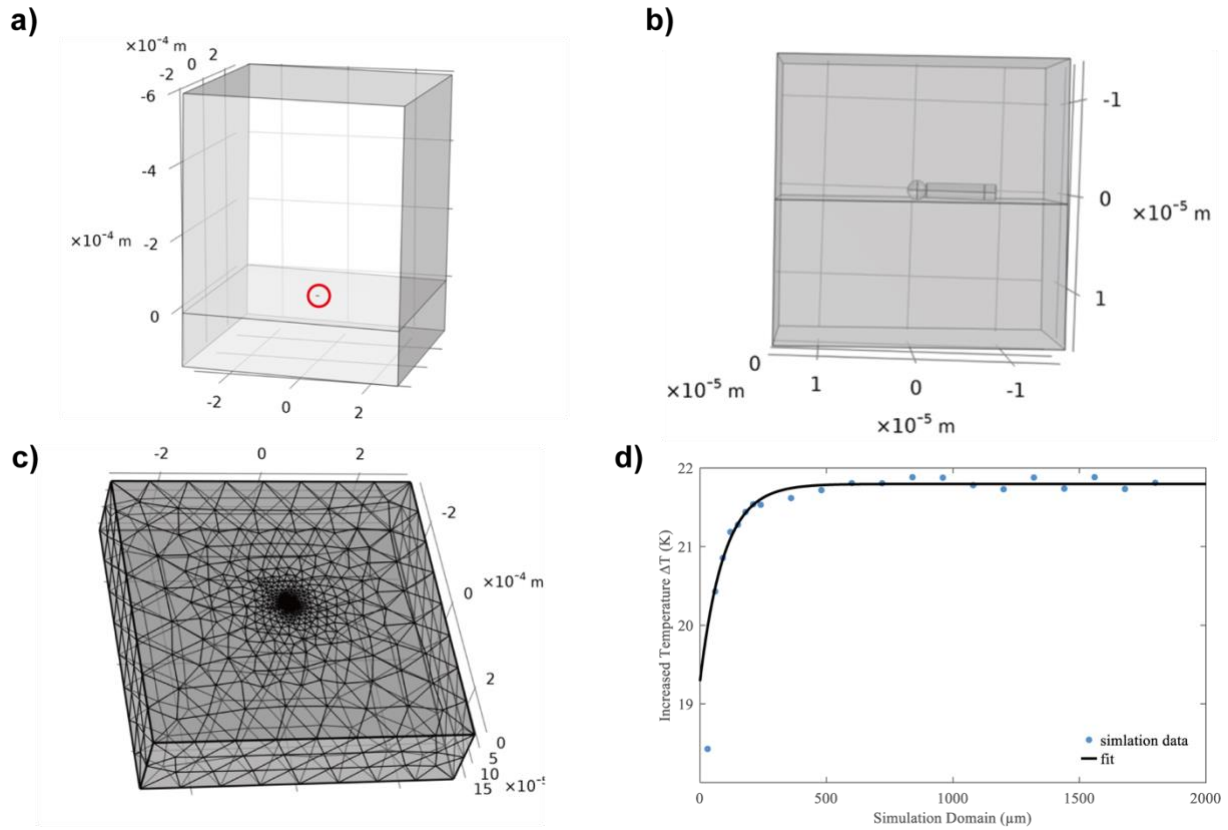 a)
×10⁻⁴ m
-2 0 2
-6
-4
×10⁻⁴ m
-2
0
-2 0 2
b)
-1
0
×10⁻⁵ m
1
0
×10⁻⁵ m
1 0 -1
×10⁻⁵ m
c)
-2 0 2
-2
×10⁻⁴ m
0
2
0
5
10
15 ×10⁻⁵
d)
22
21
20
19
Increased Temperature ΔT (K)
simlation data
fit
0 500 1000 1500 2000
Simulation Domain (µm)